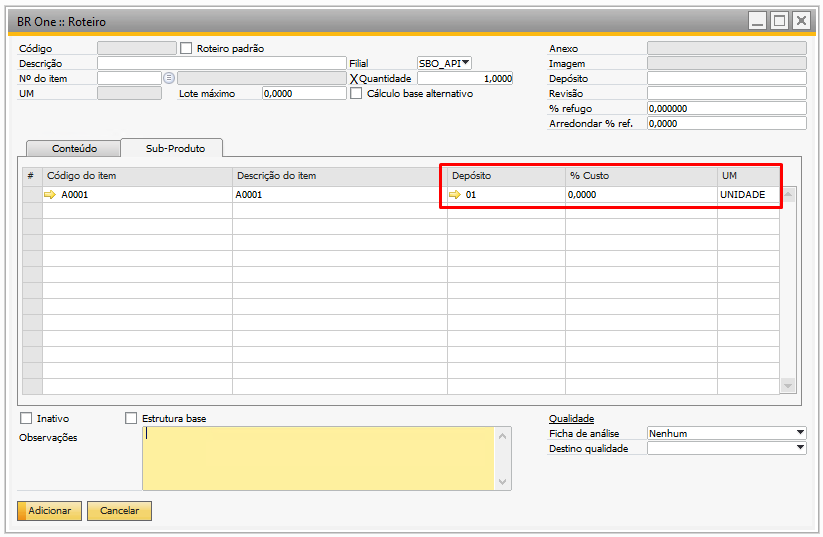 BR One :: Roteiro
Código Roteiro padrão Anexo
Descrição Filial SBO_API Imagem
Nº do item X Quantidade 1,0000 Depósito
UM Lote máximo 0,0000 Cálculo base alternativo Revisão
% refugo 0,000000
Arredondar % ref. 0,0000
Conteúdo Sub-Produto
# Código do item Descrição do item Depósito % Custo UM
A0001 A0001 01 0,0000 UNIDADE
Inativo Estrutura base Qualidade
Observações Ficha de análise Nenhum
Destino qualidade
Adicionar Cancelar